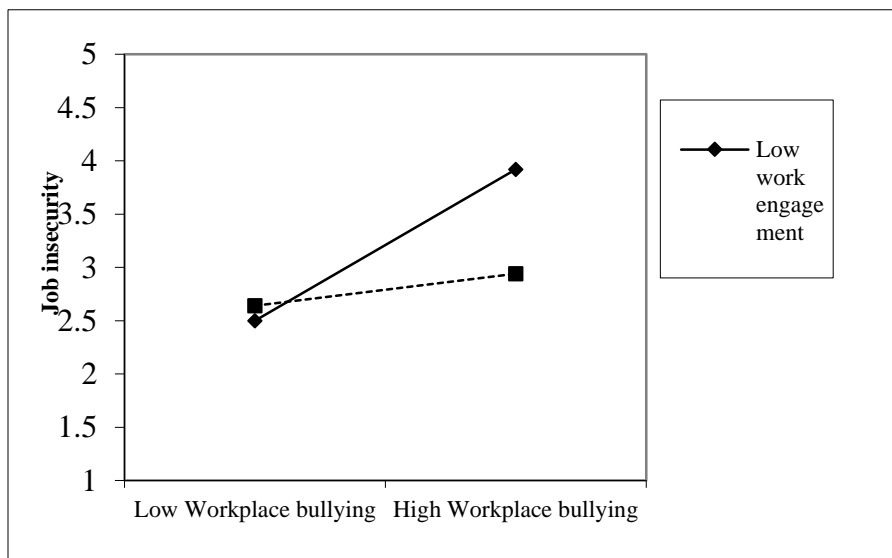 5
4.5
4
3.5
3
2.5
2
1.5
1
Job insecurity
Low Workplace bullying High Workplace bullying
Low
work
engage
ment